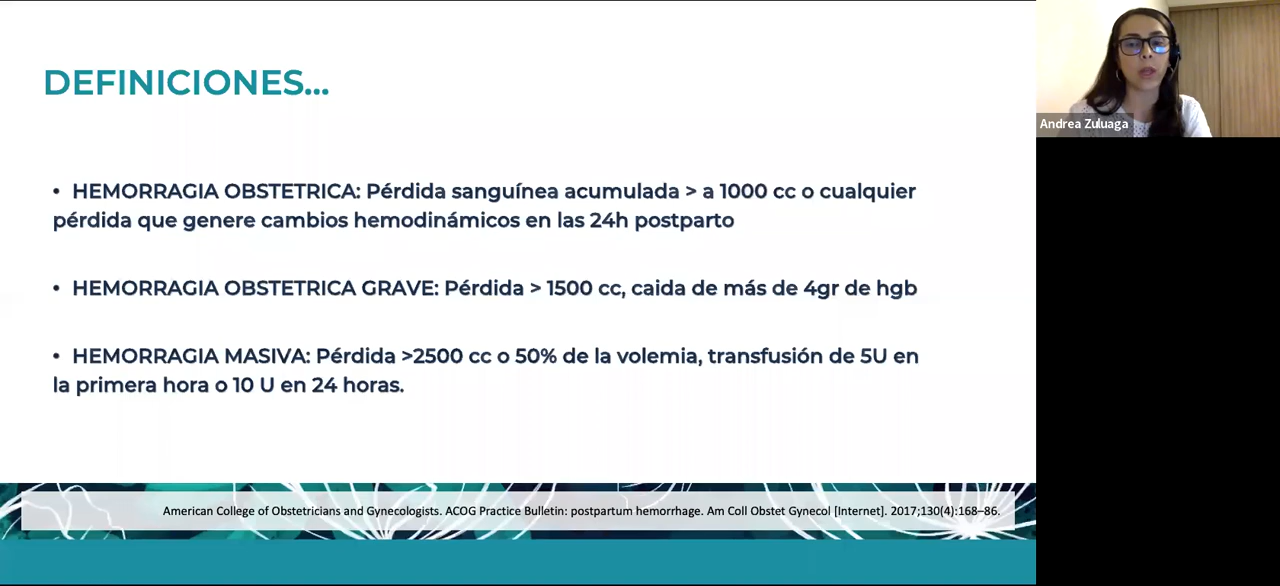 DEFINICIONES...
• HEMORRAGIA OBSTETRICA: Pérdida sanguínea acumulada > a 1000 cc o cualquier
pérdida que genere cambios hemodinámicos en las 24h postparto
• HEMORRAGIA OBSTETRICA GRAVE: Pérdida > 1500 cc, caida de más de 4gr de hgb
• HEMORRAGIA MASIVA: Pérdida >2500 cc o 50% de la volemia, transfusión de 5U en
la primera hora o 10 U en 24 horas.
American College of Obstetricians and Gynecologists. ACOG Practice Bulletin: postpartum hemorrhage. Am Coll Obstet Gynecol [Internet]. 2017;130(4):168–86.
Andrea Zuluaga